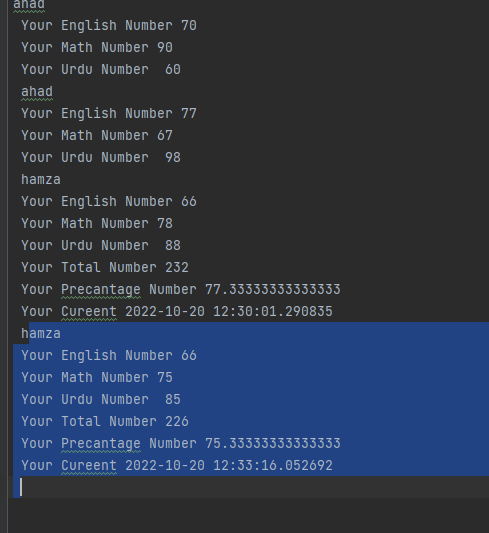 ahad
Your English Number 70
Your Math Number 90
Your Urdu Number  60
ahad
Your English Number 77
Your Math Number 67
Your Urdu Number  98
hamza
Your English Number 66
Your Math Number 78
Your Urdu Number  88
Your Total Number 232
Your Precantage Number 77.33333333333333
Your Cureent 2022-10-20 12:30:01.290835
hamza
Your English Number 66
Your Math Number 75
Your Urdu Number  85
Your Total Number 226
Your Precantage Number 75.33333333333333
Your Cureent 2022-10-20 12:33:16.052692